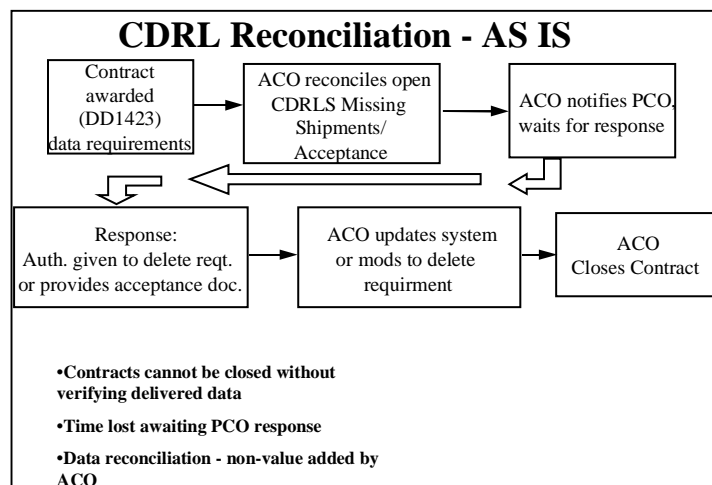 CDRL Reconciliation - AS IS
Contract
awarded
(DD1423)
data requirements
ACO reconciles open
CDRLS Missing
Shipments/
Acceptance
ACO notifies PCO,
waits for response
Response:
Auth. given to delete reqt.
or provides acceptance doc.
ACO updates system
or mods to delete
requirment
ACO
Closes Contract
•Contracts cannot be closed without
verifying delivered data
•Time lost awaiting PCO response
•Data reconciliation - non-value added by
ACO